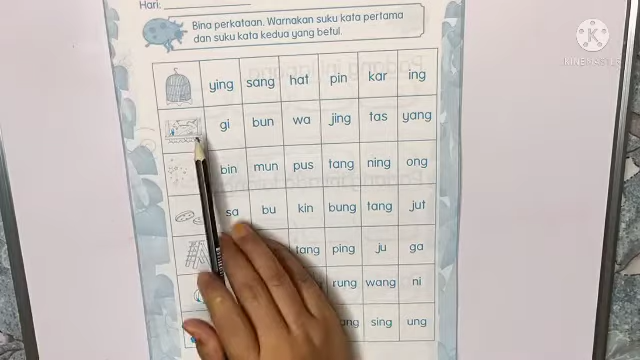 Hari:
Bina perkataan. Warnakan suku kata pertama
dan suku kata kedua yang betul.
ying sang hat pin kar ing
gi bun wa jing tas yang
bin mun pus tang ning ong
sa bu kin bung tang jut
tang ping ju ga
rung wang ni
ang sing ung
KINEMASTER